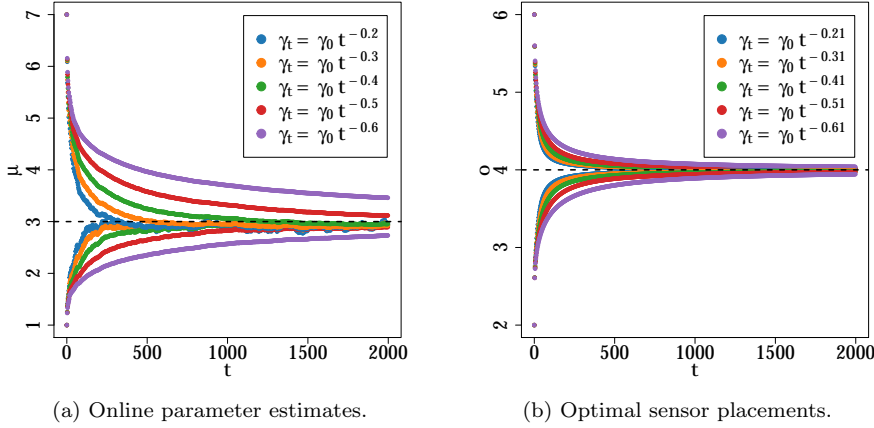 7
6
5
4
3
2
1
μ
γt = γ0 t^-0.2
γt = γ0 t^-0.3
γt = γ0 t^-0.4
γt = γ0 t^-0.5
γt = γ0 t^-0.6
0 500 1000 1500 2000
t
(a) Online parameter estimates.
6
5
4
3
2
o
γt = γ0 t^-0.21
γt = γ0 t^-0.31
γt = γ0 t^-0.41
γt = γ0 t^-0.51
γt = γ0 t^-0.61
0 500 1000 1500 2000
t
(b) Optimal sensor placements.